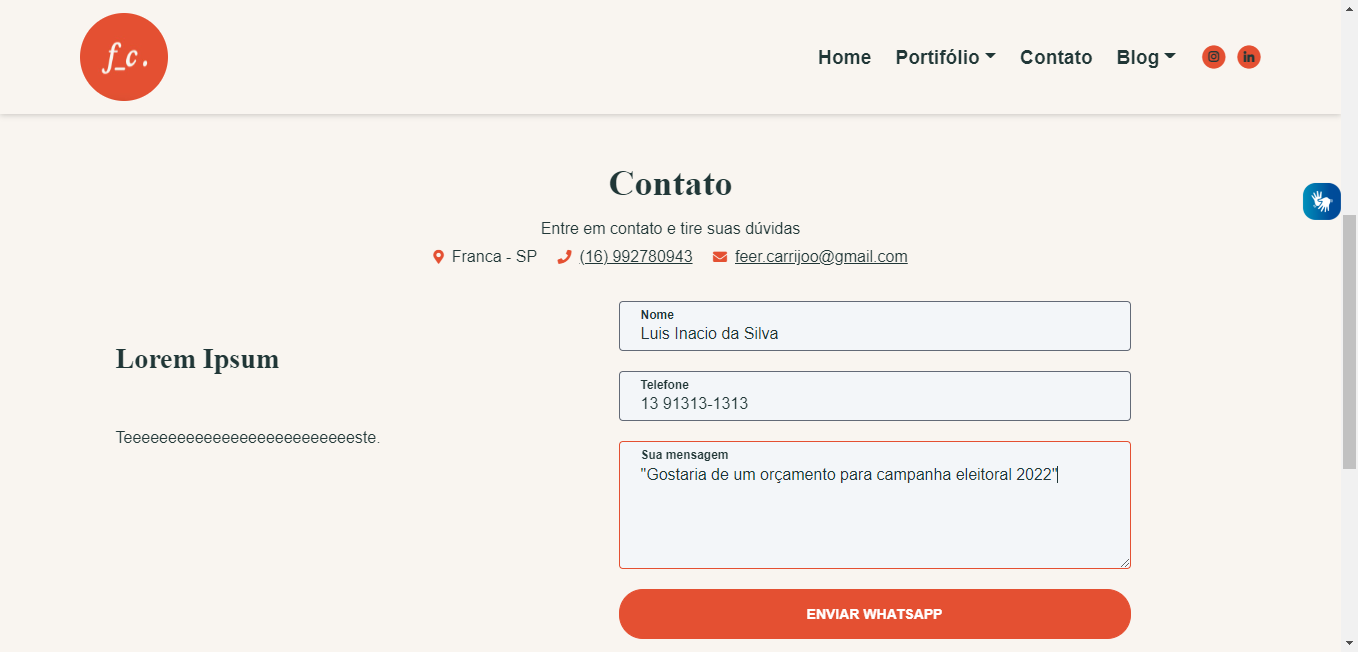 f_c.
Home Portifólio Contato Blog
Contato
Entre em contato e tire suas dúvidas
Franca - SP (16) 992780943 feer.carrijoo@gmail.com
Lorem Ipsum
Teeeeeeeeeeeeeeeeeeeeeeeeeeste.
Nome
Luis Inacio da Silva
Telefone
13 91313-1313
Sua mensagem
"Gostaria de um orçamento para campanha eleitoral 2022"
ENVIAR WHATSAPP